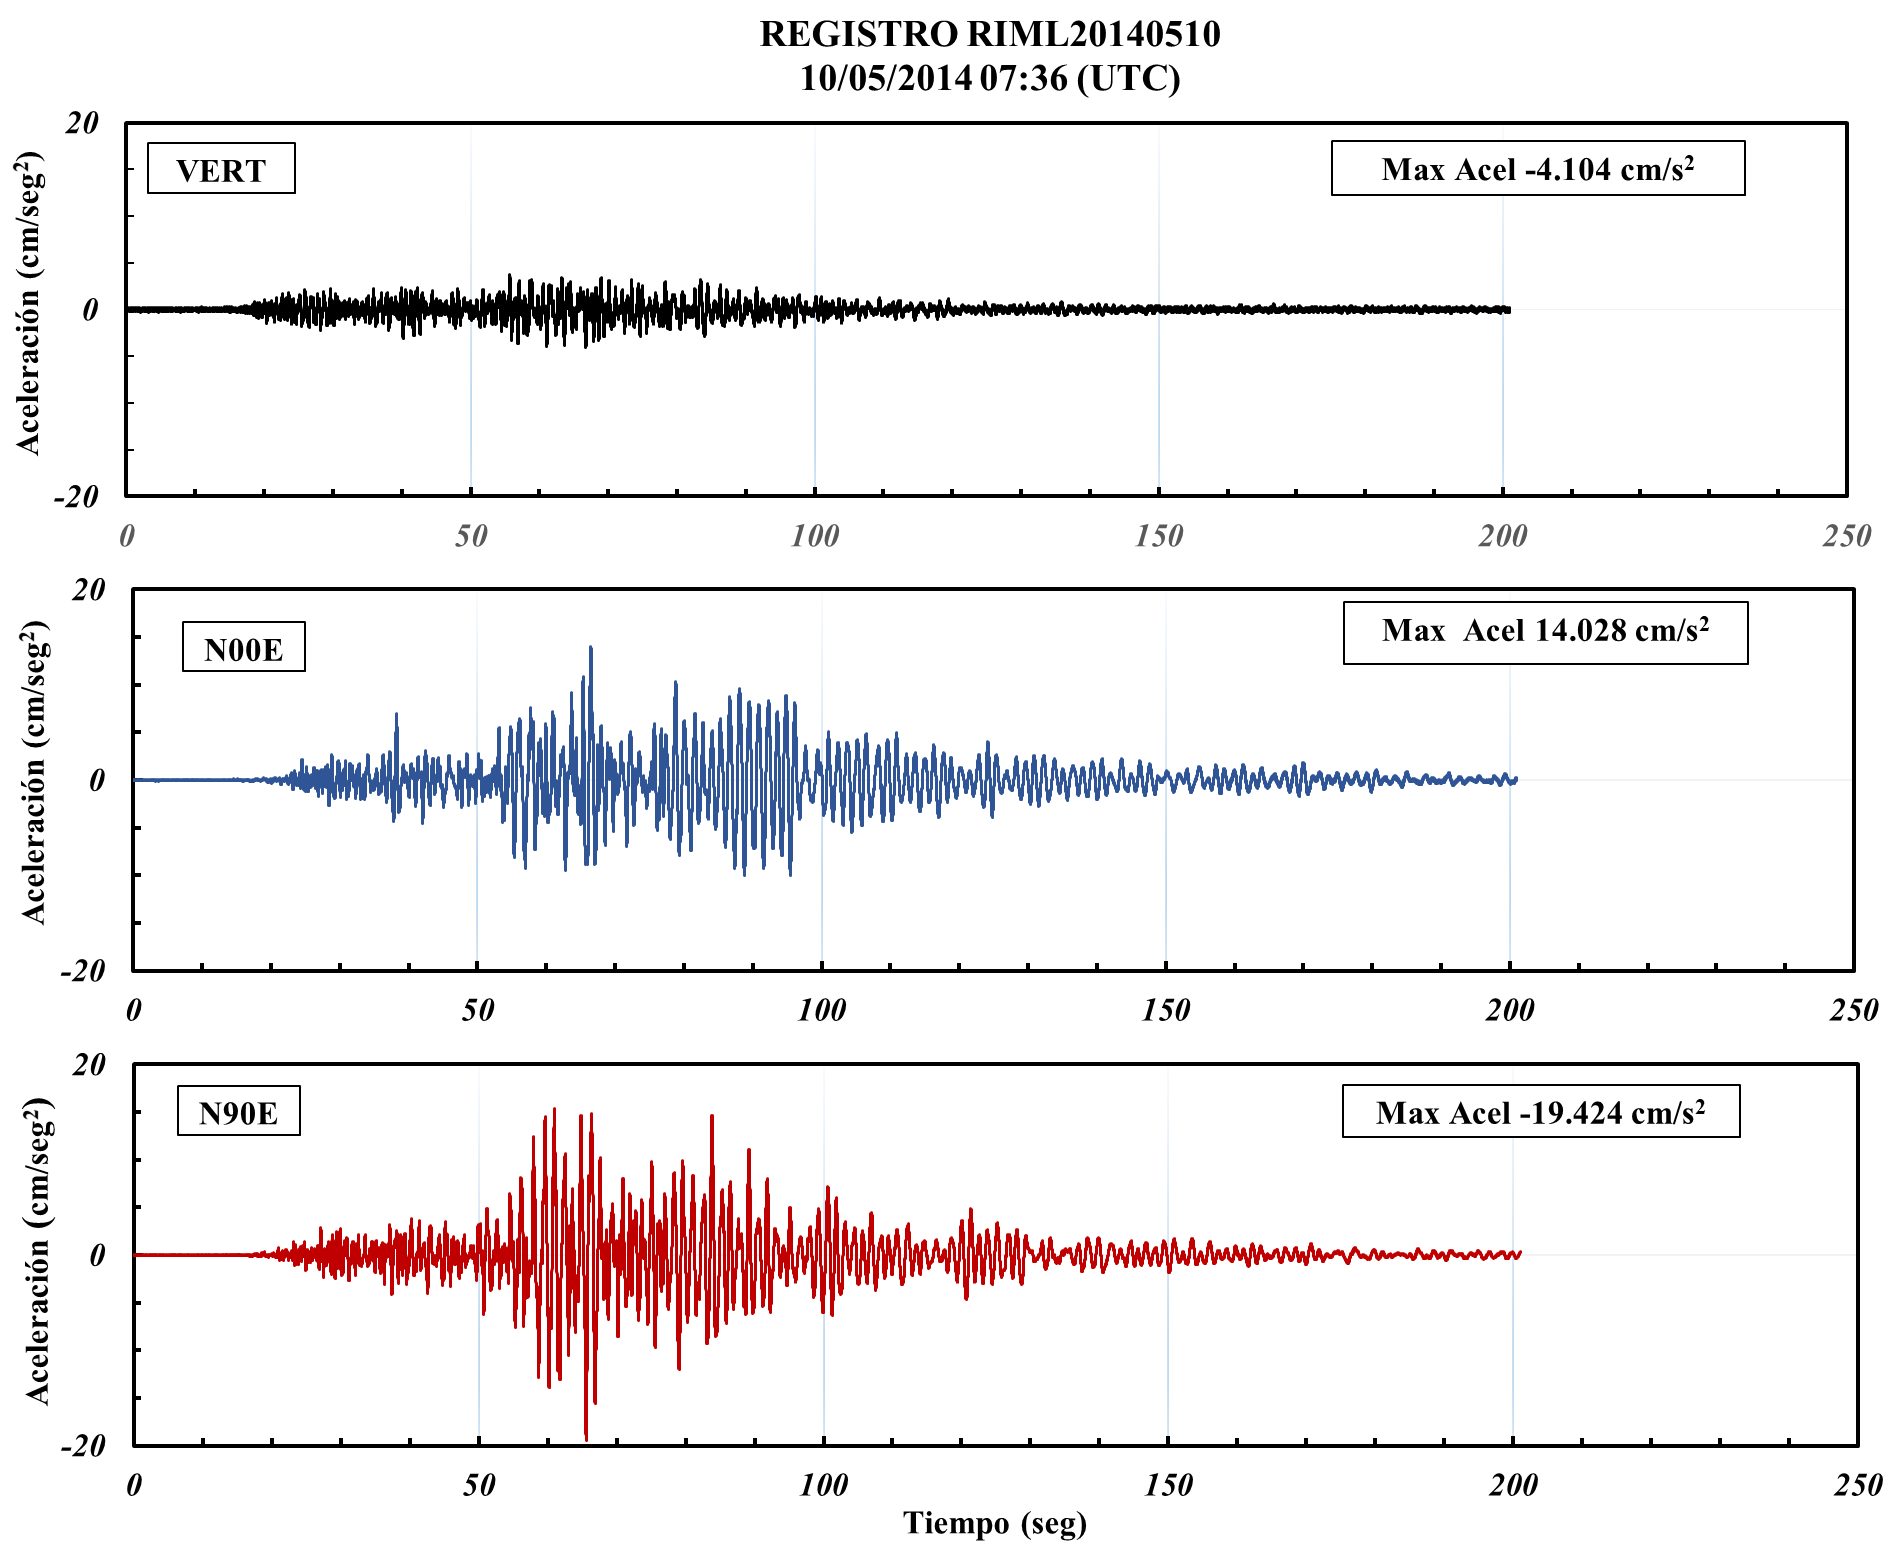 REGISTRO RIML20140510
10/05/2014 07:36 (UTC)
Aceleración (cm/seg²)
20
0
-20
VERT
Max Acel -4.104 cm/s²
0 50 100 150 200 250
Aceleración (cm/seg²)
20
0
-20
N00E
Max Acel 14.028 cm/s²
0 50 100 150 200 250
Aceleración (cm/seg²)
20
0
-20
N90E
Max Acel -19.424 cm/s²
0 50 100 150 200 250
Tiempo (seg)